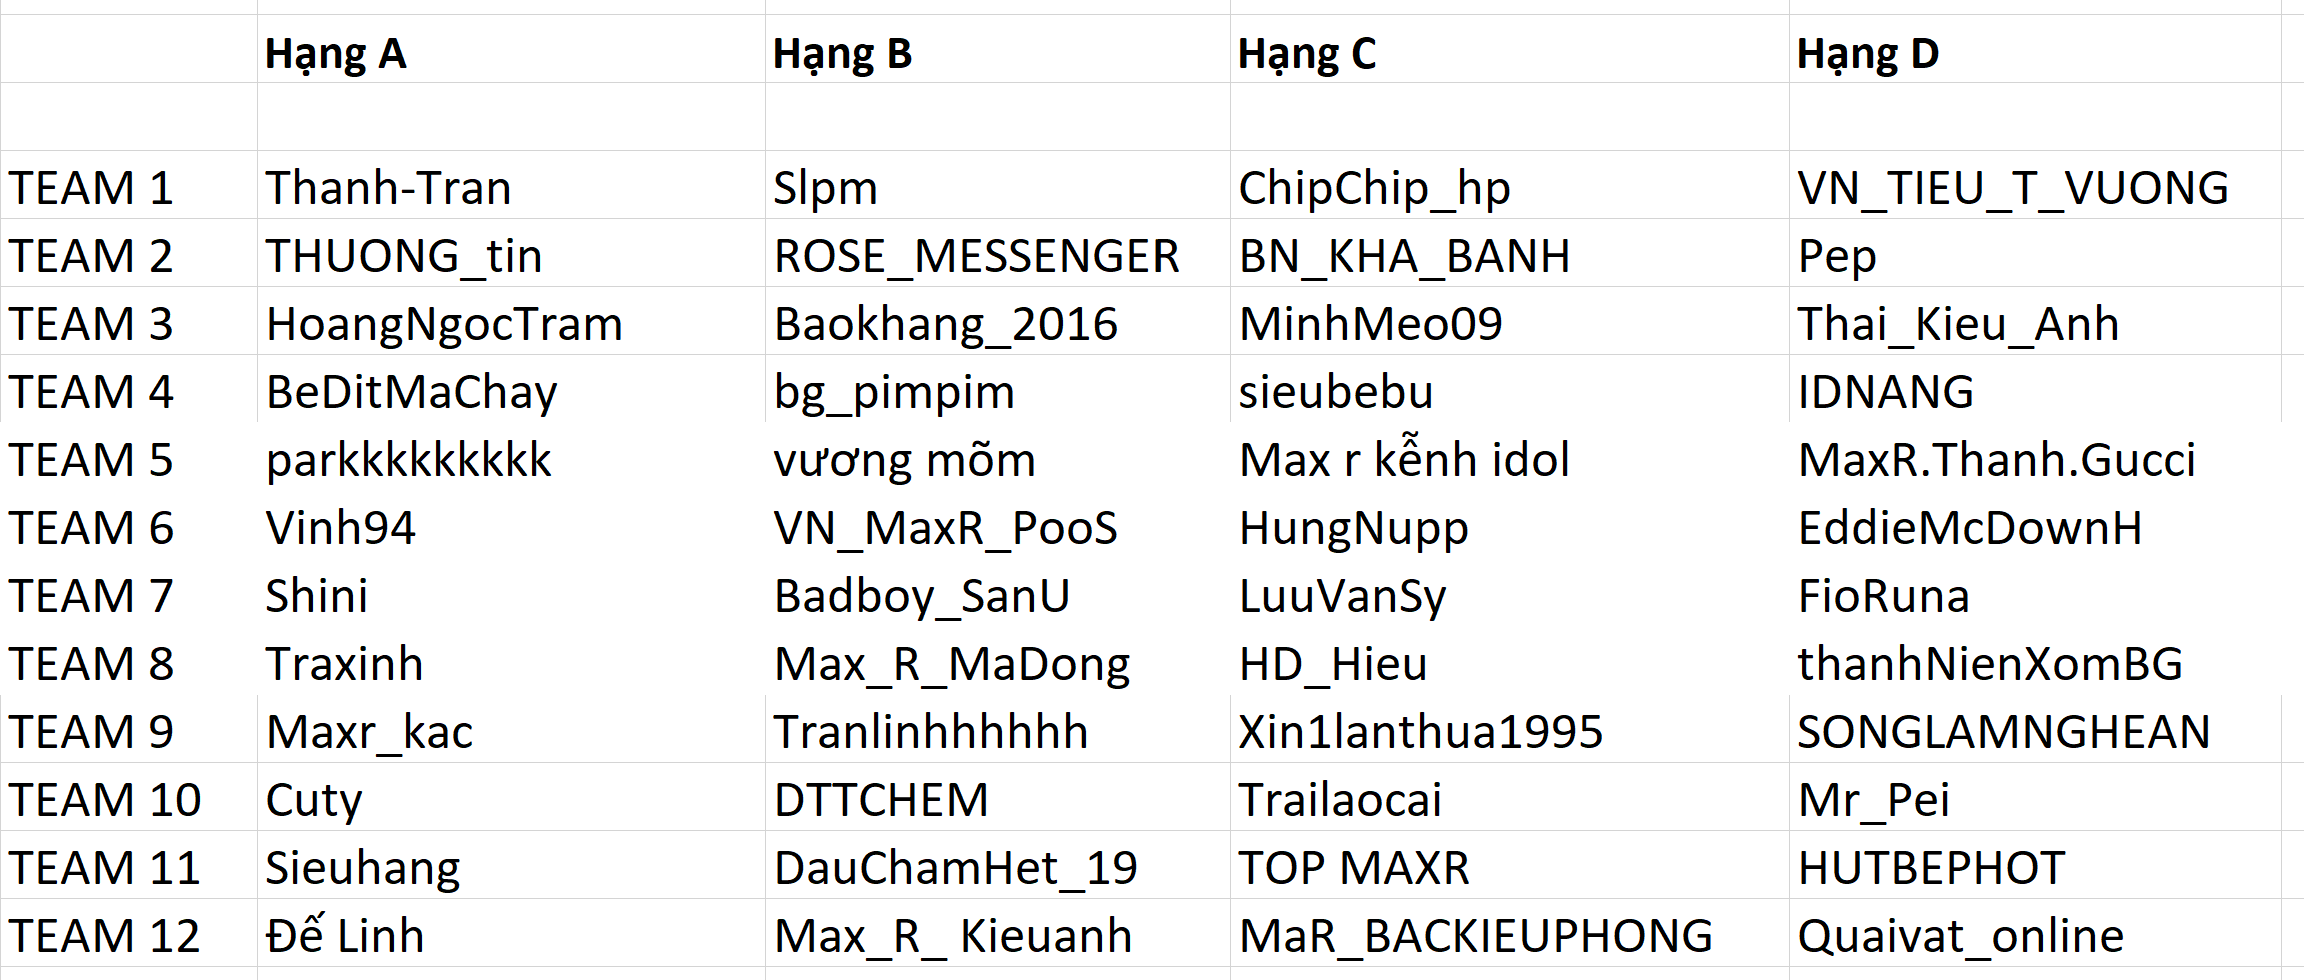 Hạng A Hạng B Hạng C Hạng D
TEAM 1 Thanh-Tran Slpm ChipChip_hp VN_TIEU_T_VUONG
TEAM 2 THUONG_tin ROSE_MESSENGER BN_KHA_BANH Pep
TEAM 3 HoangNgocTram Baokhang_2016 MinhMeo09 Thai_Kieu_Anh
TEAM 4 BeDitMaChay bg_pimpim sieubebu IDNANG
TEAM 5 parkkkkkkkkk vương mõm Max r kễnh idol MaxR.Thanh.Gucci
TEAM 6 Vinh94 VN_MaxR_PooS HungNupp EddieMcDownH
TEAM 7 Shini Badboy_SanU LuuVanSy FioRuna
TEAM 8 Traxinh Max_R_MaDong HD_Hieu thanhNienXomBG
TEAM 9 Maxr_kac Tranlinhhhhhh Xin1lanthua1995 SONGLAMNGHEAN
TEAM 10 Cuty DTTCHEM Trailaocai Mr_Pei
TEAM 11 Sieuhang DauChamHet_19 TOP MAXR HUTBEPHOT
TEAM 12 Đế Linh Max_R_ Kieuanh MaR_BACKIEUPHONG Quaivat_online